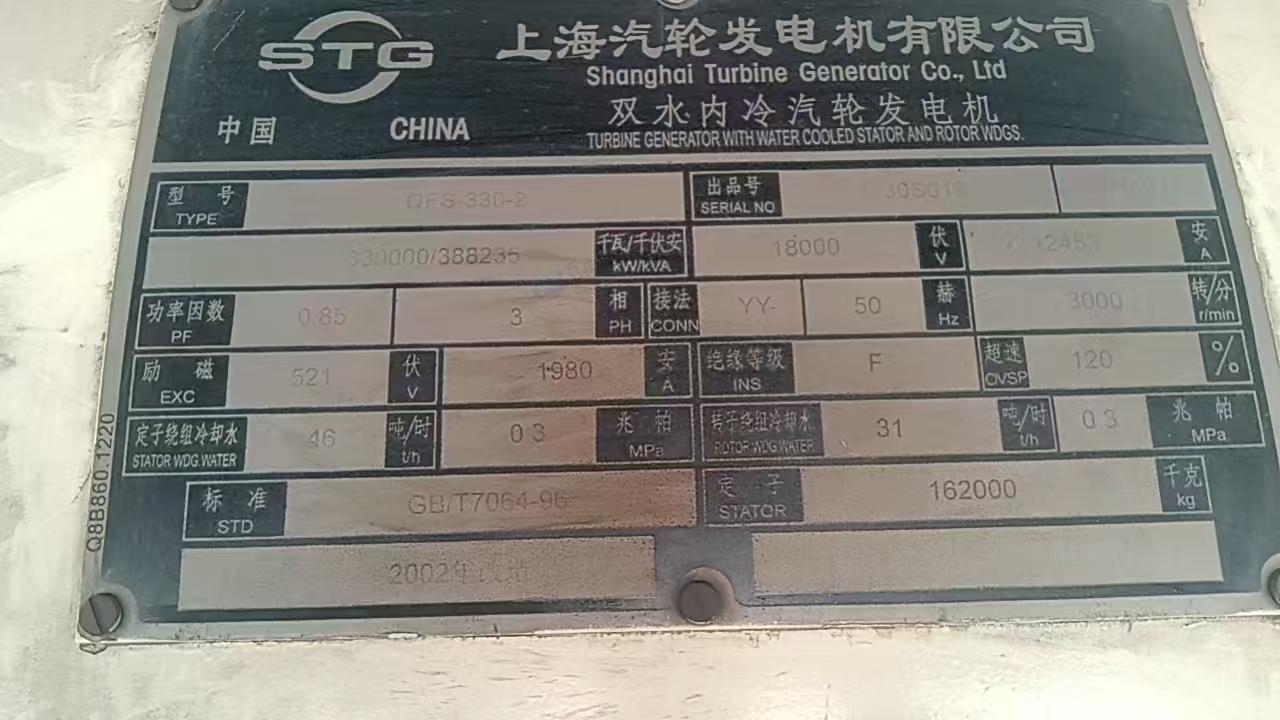 STG
上海汽轮发电机有限公司
Shanghai Turbine Generator Co., Ltd
中国 CHINA
双水内冷汽轮发电机
TURBINE GENERATOR WITH WATER COOLED STATOR AND ROTOR WDGS.
型号 TYPE QFS-330-2 出品号 SERIAL NO
330000/388235 千瓦/千伏安 kW/kVA 18000 伏 V 安 A
功率因数 PF 0.85 3 相 PH 接法 CONN YY 50 赫 Hz 3000 转/分 r/min
励磁 EXC 521 伏 V 1980 安 A 绝缘等级 INS F 超速 OVSP 120 %
定子绕组冷却水 STATOR WDG.WATER 46 吨/时 t/h 0.3 兆帕 MPa 转子绕组冷却水 ROTOR WDG.WATER 31 吨/时 t/h 0.3 兆帕 MPa
标准 STD GB/T7064-96 定子 STATOR 162000 千克 kg
2002年改造
Q8B860.1220